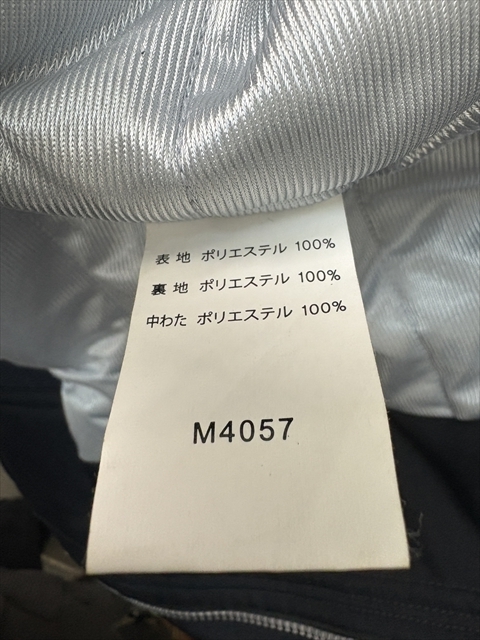 表地 ポリエステル 100%
裏地 ポリエステル 100%
中わた ポリエステル 100%
M4057